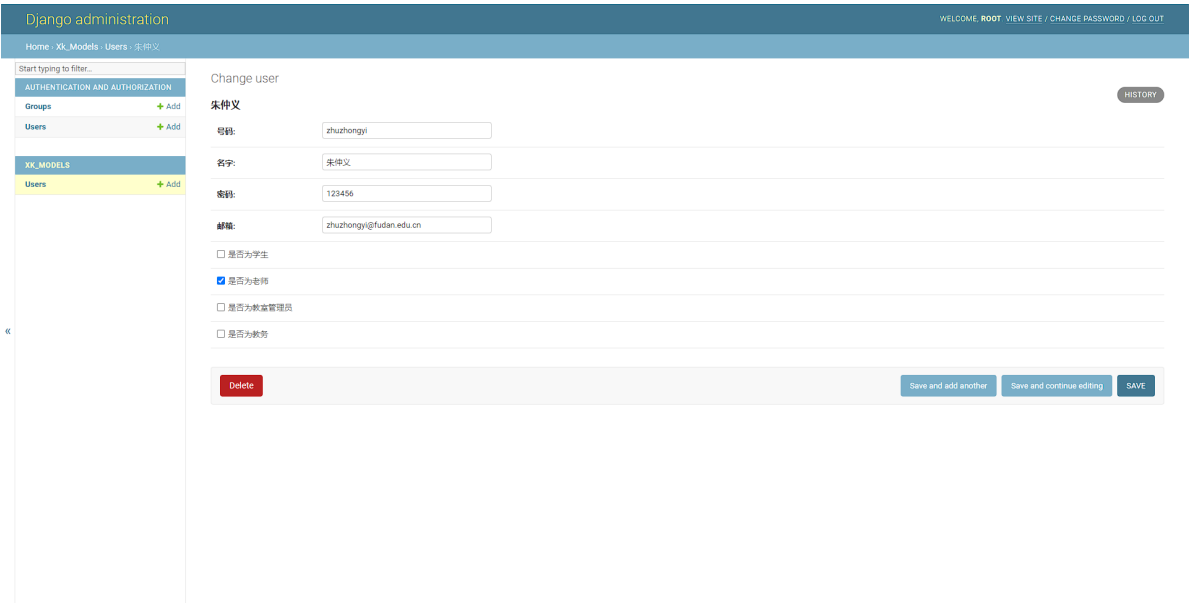 Django administration
WELCOME, ROOT VIEW SITE / CHANGE PASSWORD / LOG OUT
Home › Xk_Models › Users › 朱仲义
Start typing to filter...
AUTHENTICATION AND AUTHORIZATION
Groups + Add
Users + Add
XK_MODELS
Users + Add
«
Change user
HISTORY
朱仲义
号码: zhuzhongyi
名字: 朱仲义
密码: 123456
邮箱: zhuzhongyi@fudan.edu.cn
是否为学生
是否为老师
是否为教室管理员
是否为教务
Delete
Save and add another
Save and continue editing
SAVE